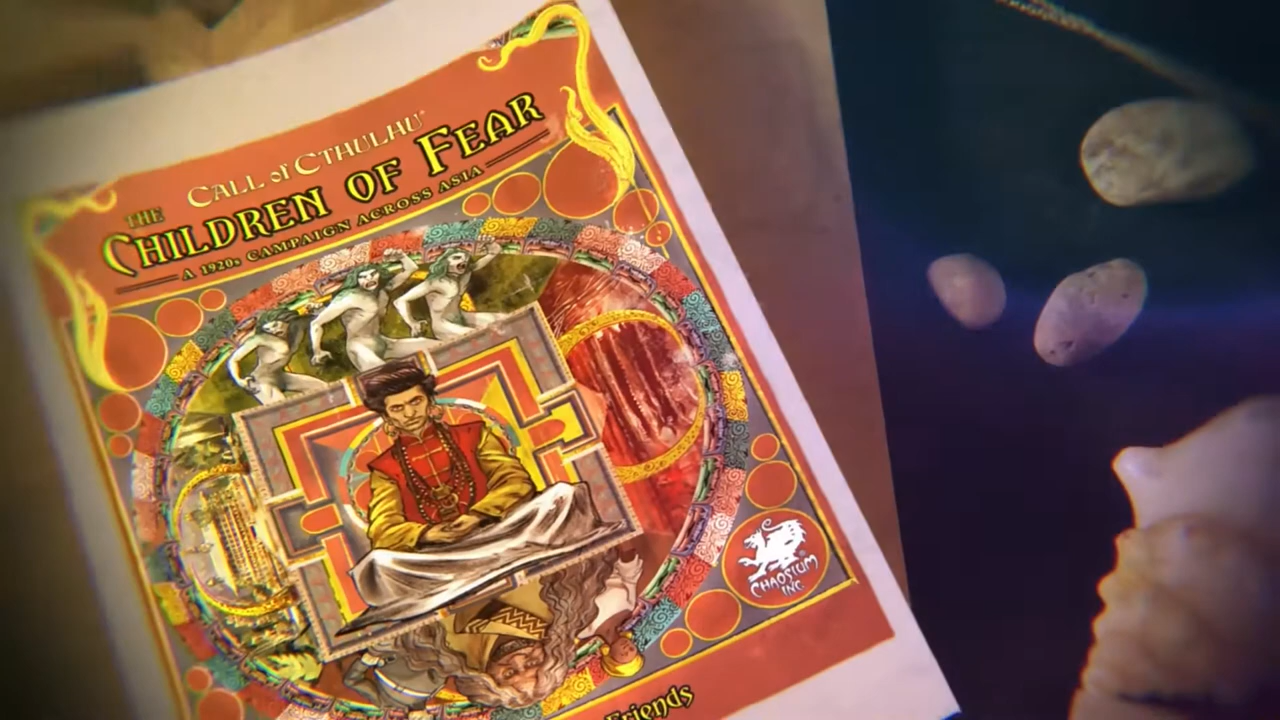 CALL of CTHULHU®
THE
CHILDREN OF FEAR
A 1920s CAMPAIGN ACROSS ASIA
CHAOSIUM
INC.
Friends